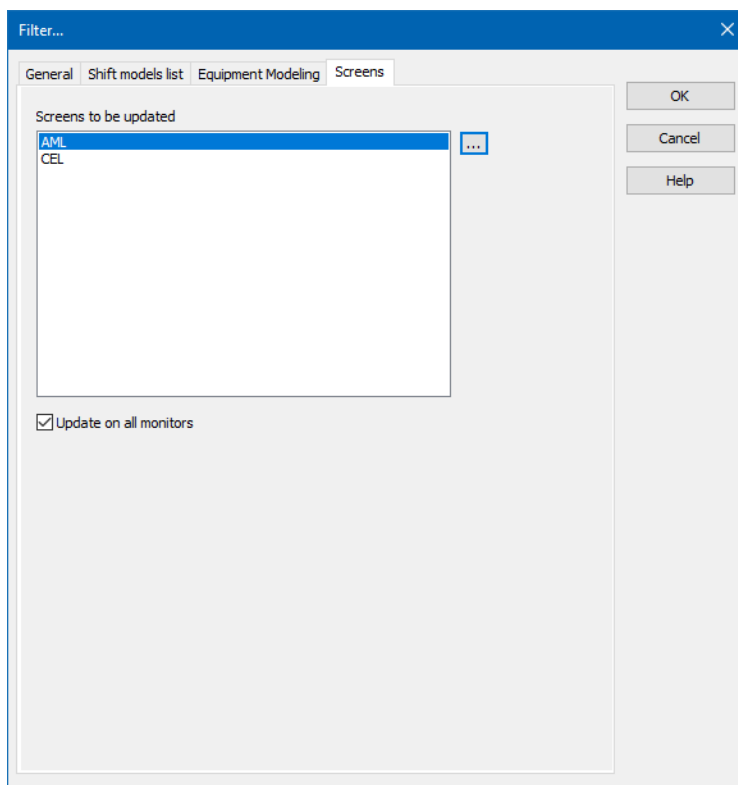 Filter...
General Shift models list Equipment Modeling Screens
OK
Screens to be updated
AML
...
Cancel
CEL
Help
Update on all monitors